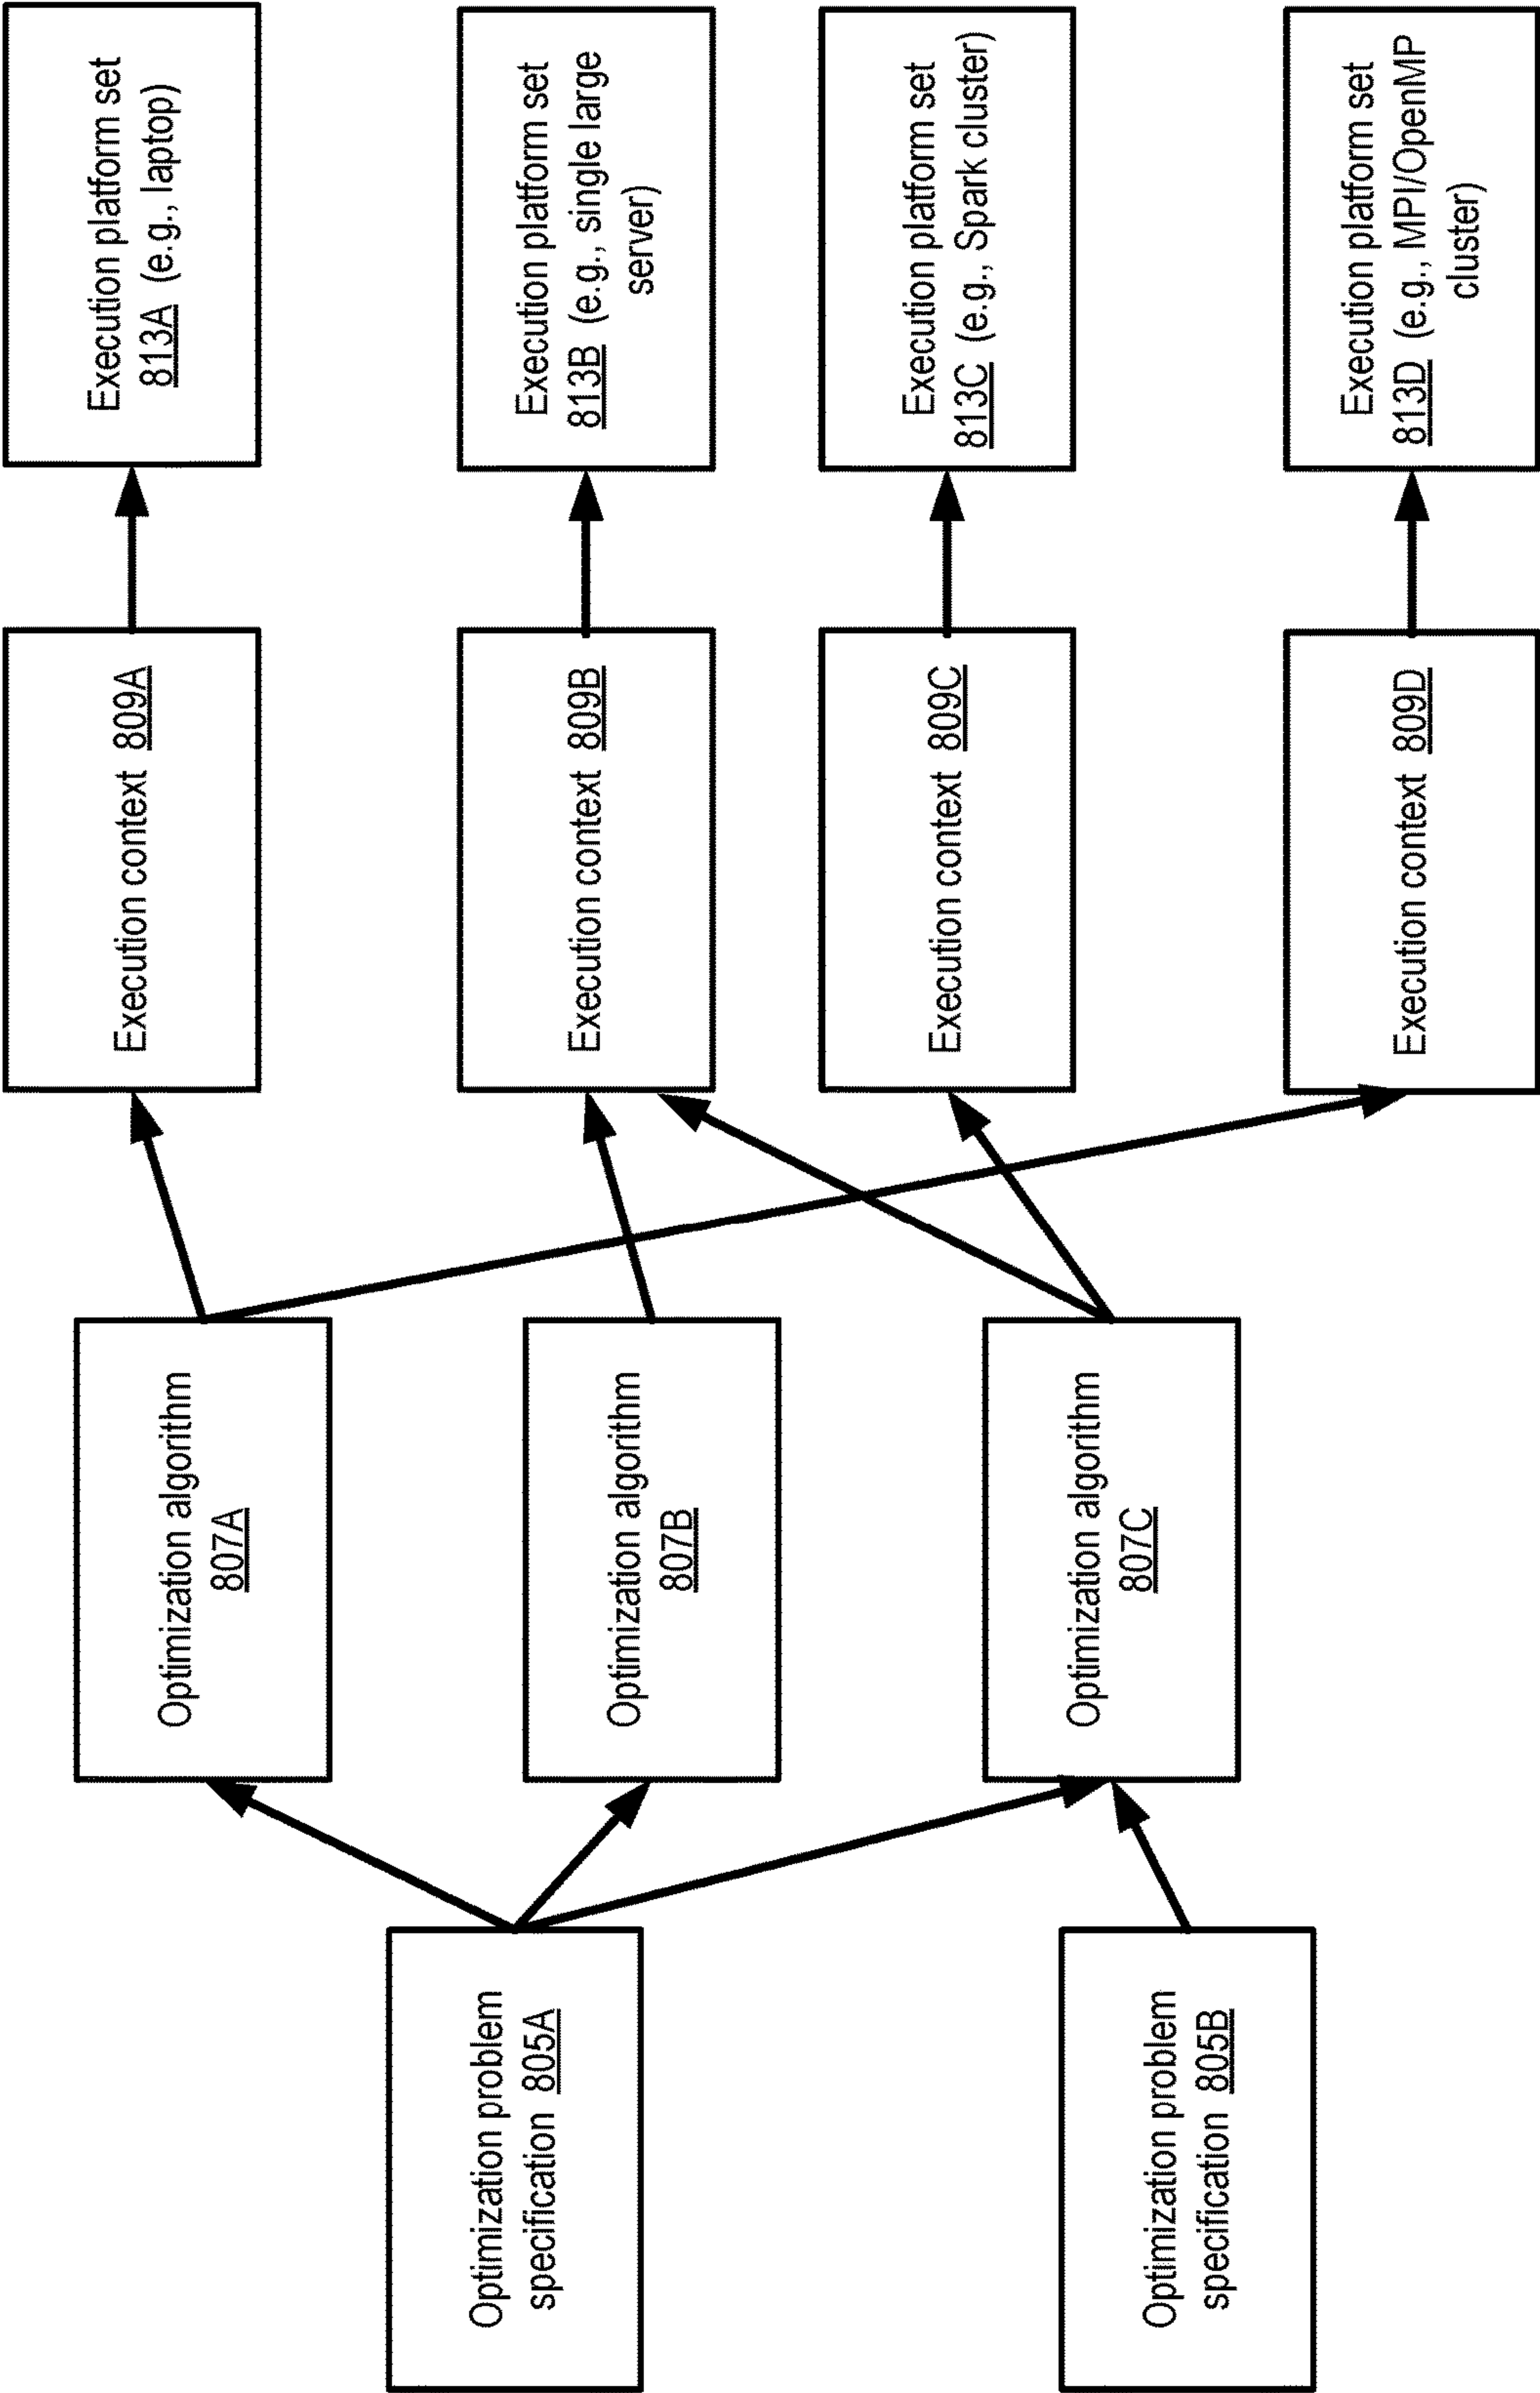 Optimization problem
specification 805A
Optimization problem
specification 805B
Optimization algorithm
807A
Optimization algorithm
807B
Optimization algorithm
807C
Execution context 809A
Execution context 809B
Execution context 809C
Execution context 809D
Execution platform set
813A (e.g., laptop)
Execution platform set
813B (e.g., single large
server)
Execution platform set
813C (e.g., Spark cluster)
Execution platform set
813D (e.g., MPI/OpenMP
cluster)